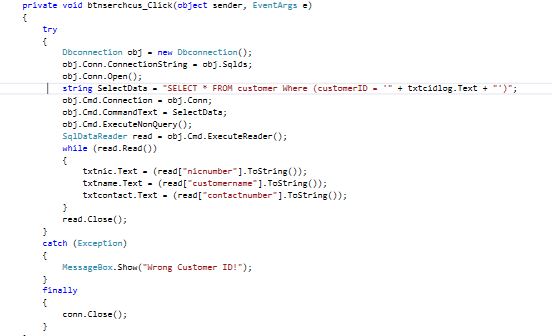 private void btnserchcus_Click(object sender, EventArgs e)
{
try
{
Dbconnection obj = new Dbconnection();
obj.Conn.ConnectionString = obj.Sqlds;
obj.Conn.Open();
string SelectData = "SELECT * FROM customer Where (customerID = '" + txtcidlog.Text + "')";
obj.Cmd.Connection = obj.Conn;
obj.Cmd.CommandText = SelectData;
obj.Cmd.ExecuteNonQuery();
SqlDataReader read = obj.Cmd.ExecuteReader();
while (read.Read())
{
txtnic.Text = (read["nicnumber"].ToString());
txtname.Text = (read["customername"].ToString());
txtcontact.Text = (read["contactnumber"].ToString());
}
read.Close();
}
catch (Exception)
{
MessageBox.Show("Wrong Customer ID!");
}
finally
{
conn.Close();
}